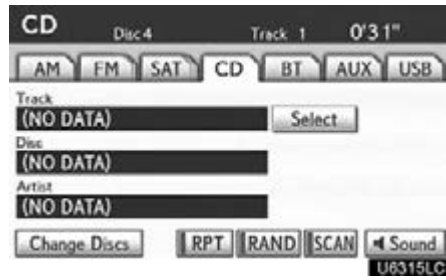 CD Disc 4 Track 1 0'31"
AM FM SAT CD BT AUX USB
Track
(NO DATA) Select
Disc
(NO DATA)
Artist
(NO DATA)
Change Discs RPT RAND SCAN Sound
U6315LC